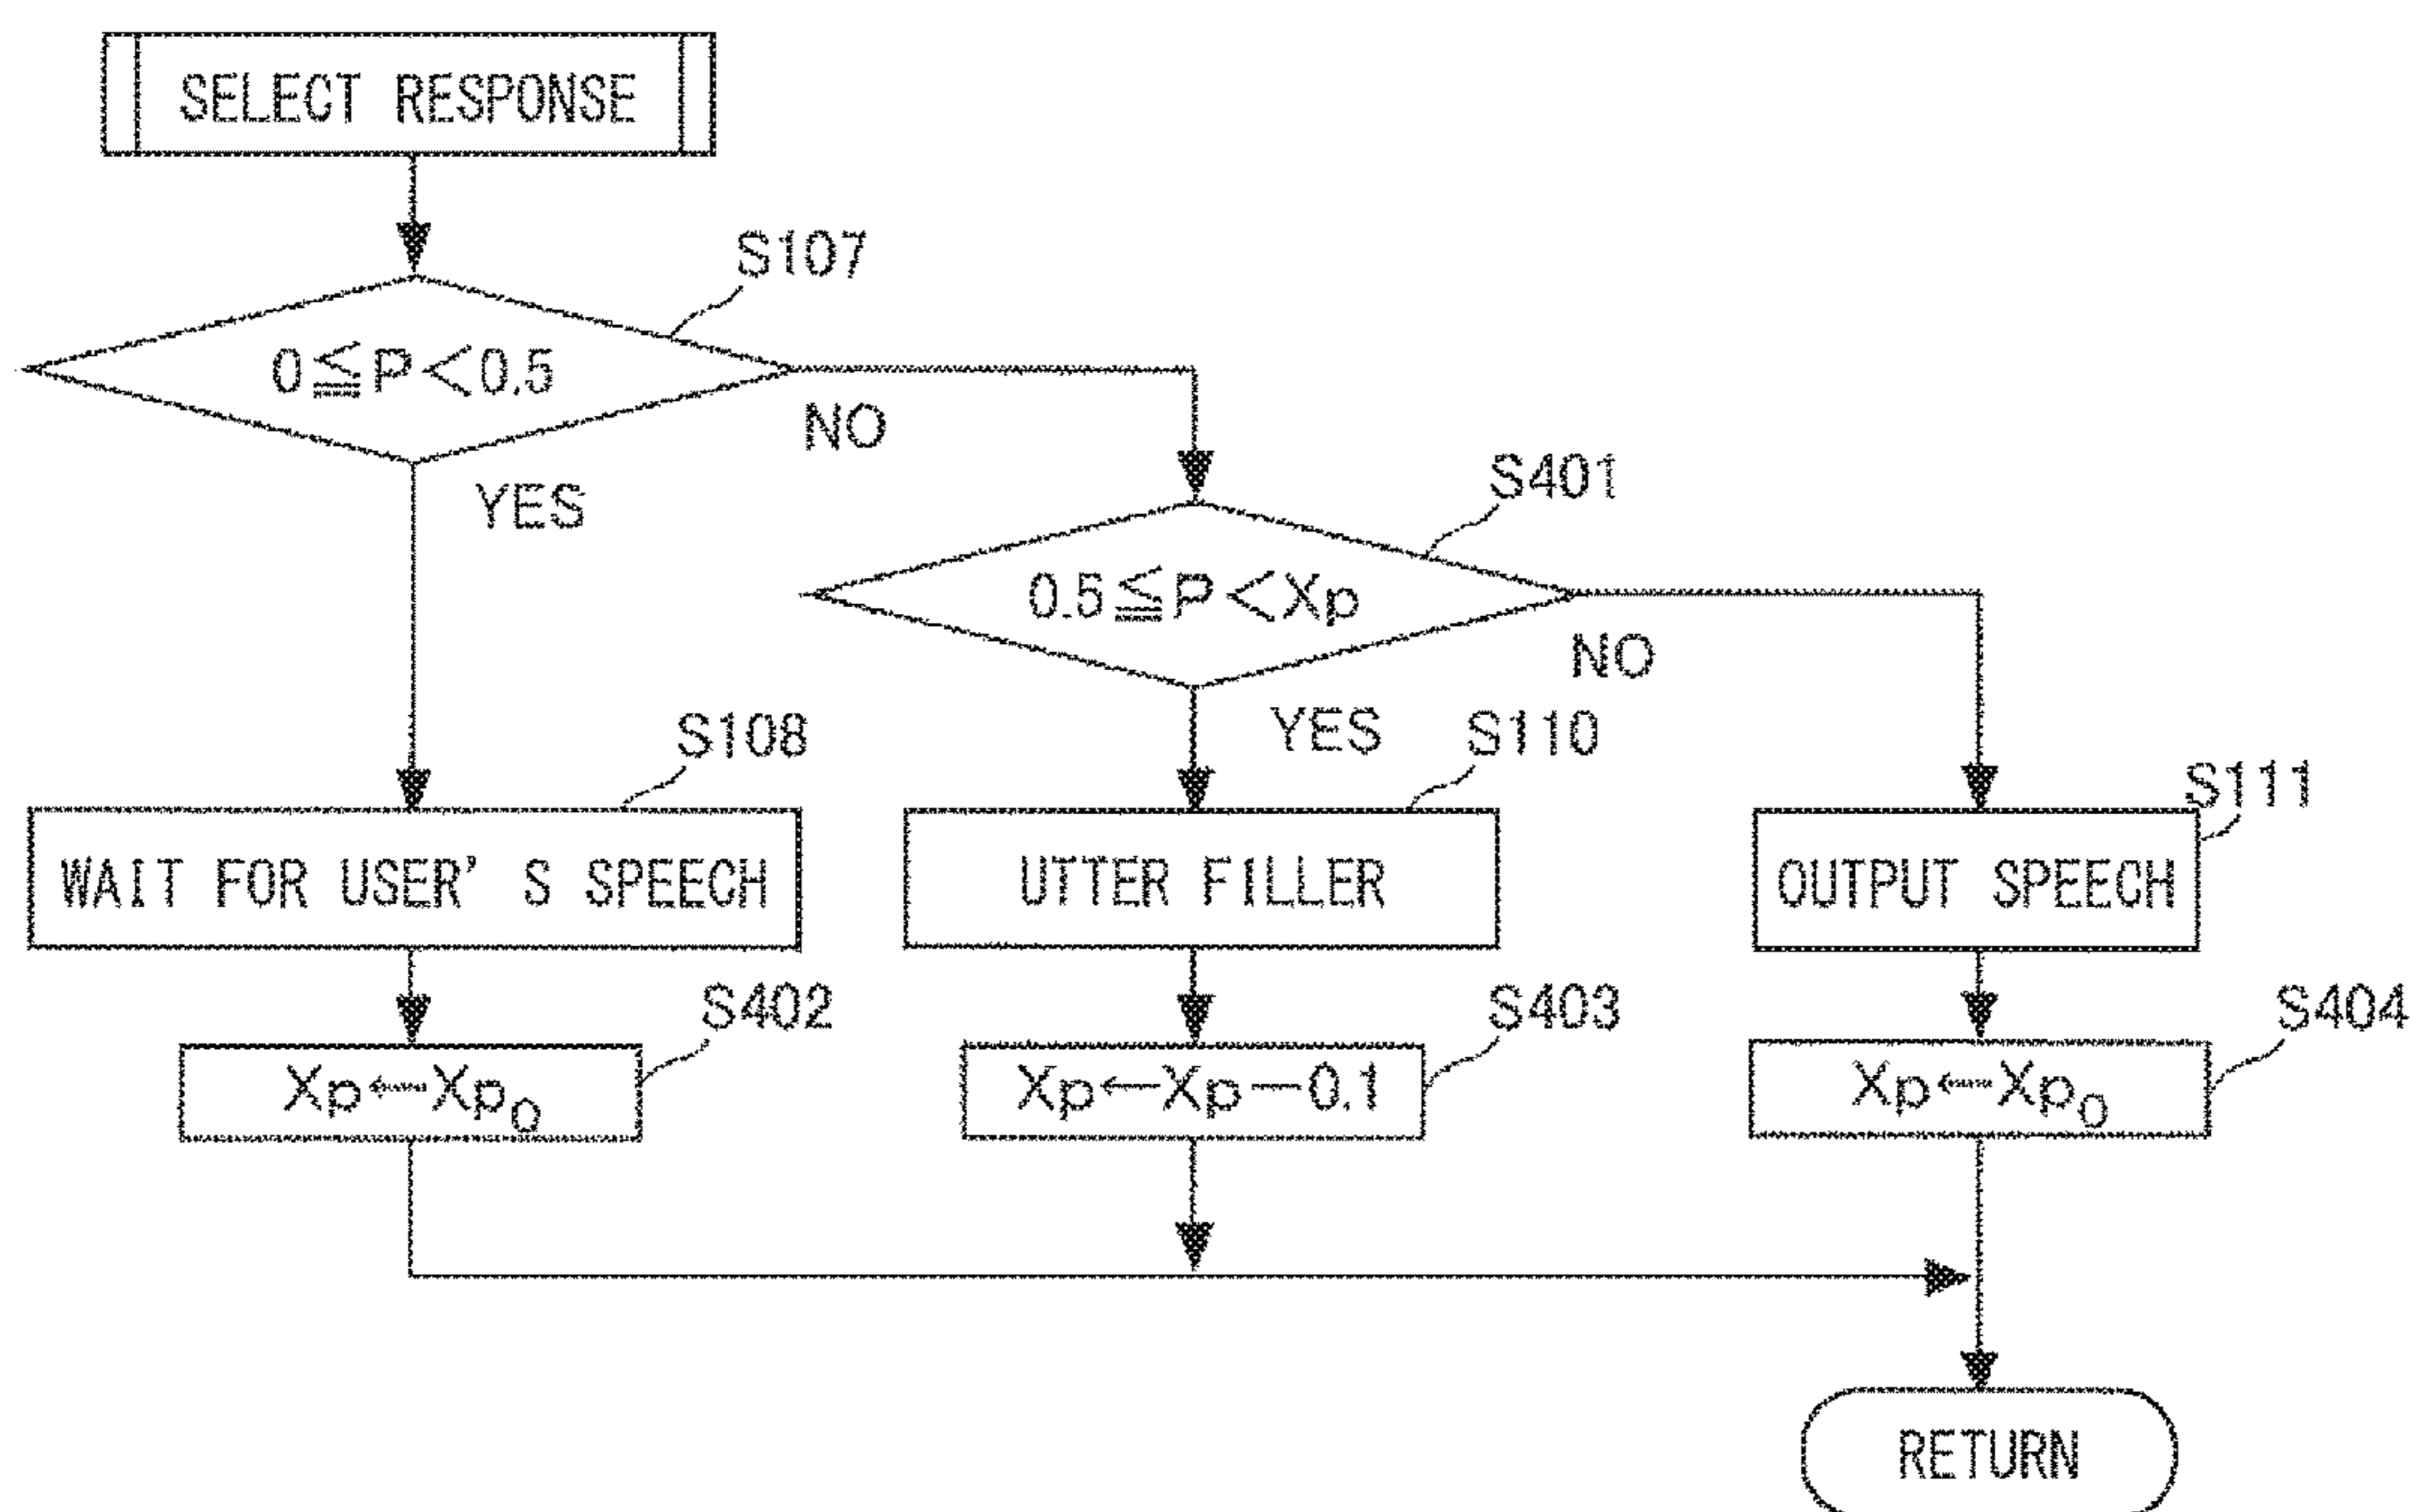 SELECT RESPONSE
S107
0≦P<0.5
NO
YES
S401
0.5≦P<Xp
NO
YES
S108
S110
S111
WAIT FOR USER' S SPEECH
UTTER FILLER
OUTPUT SPEECH
S402
S403
S404
Xp←Xp₀
Xp←Xp−0.1
Xp←Xp₀
RETURN